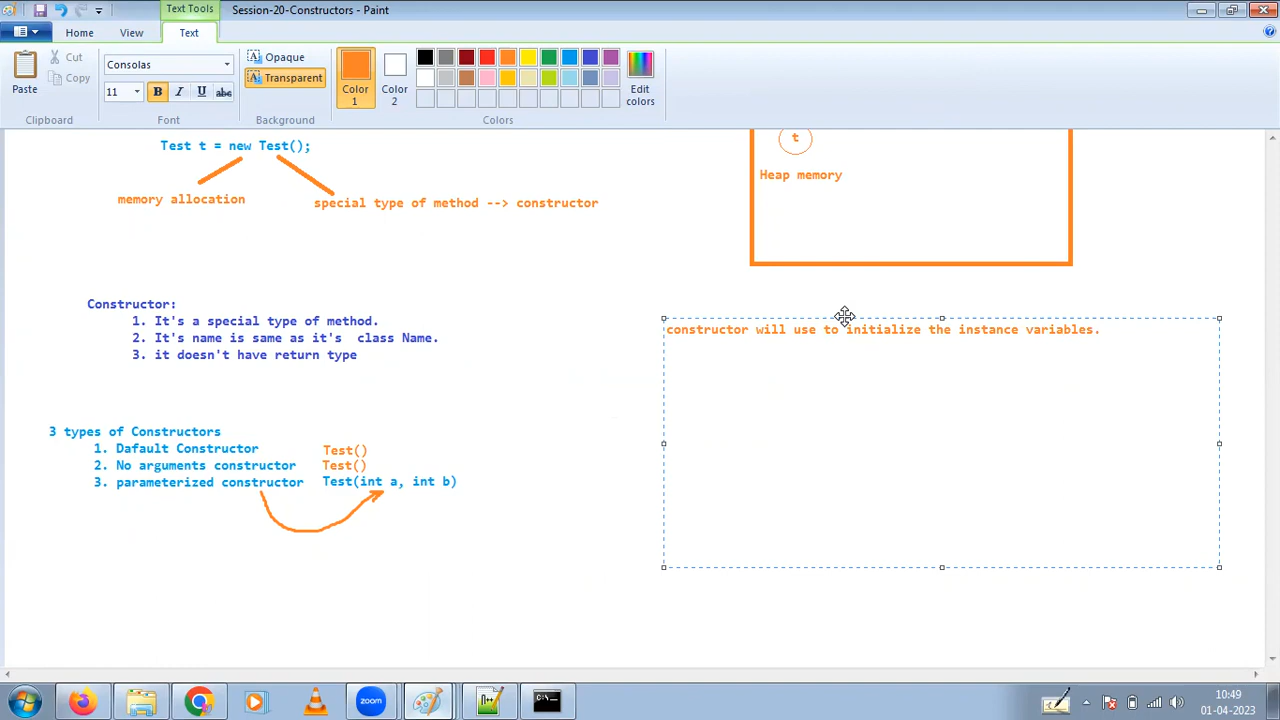 Text Tools
Session-20-Constructors - Paint
Home
View
Text
Paste
Cut
Copy
Clipboard
Consolas
11
B
I
U
abc
Font
Opaque
Transparent
Background
Color 1
Color 2
Edit colors
Colors
Test t = new Test();
memory allocation
special type of method --> constructor
t
Heap memory
Constructor:
1. It's a special type of method.
2. It's name is same as it's class Name.
3. it doesn't have return type
constructor will use to initialize the instance variables.
3 types of Constructors
1. Dafault Constructor Test()
2. No arguments constructor Test()
3. parameterized constructor Test(int a, int b)
zoom
10:49
01-04-2023